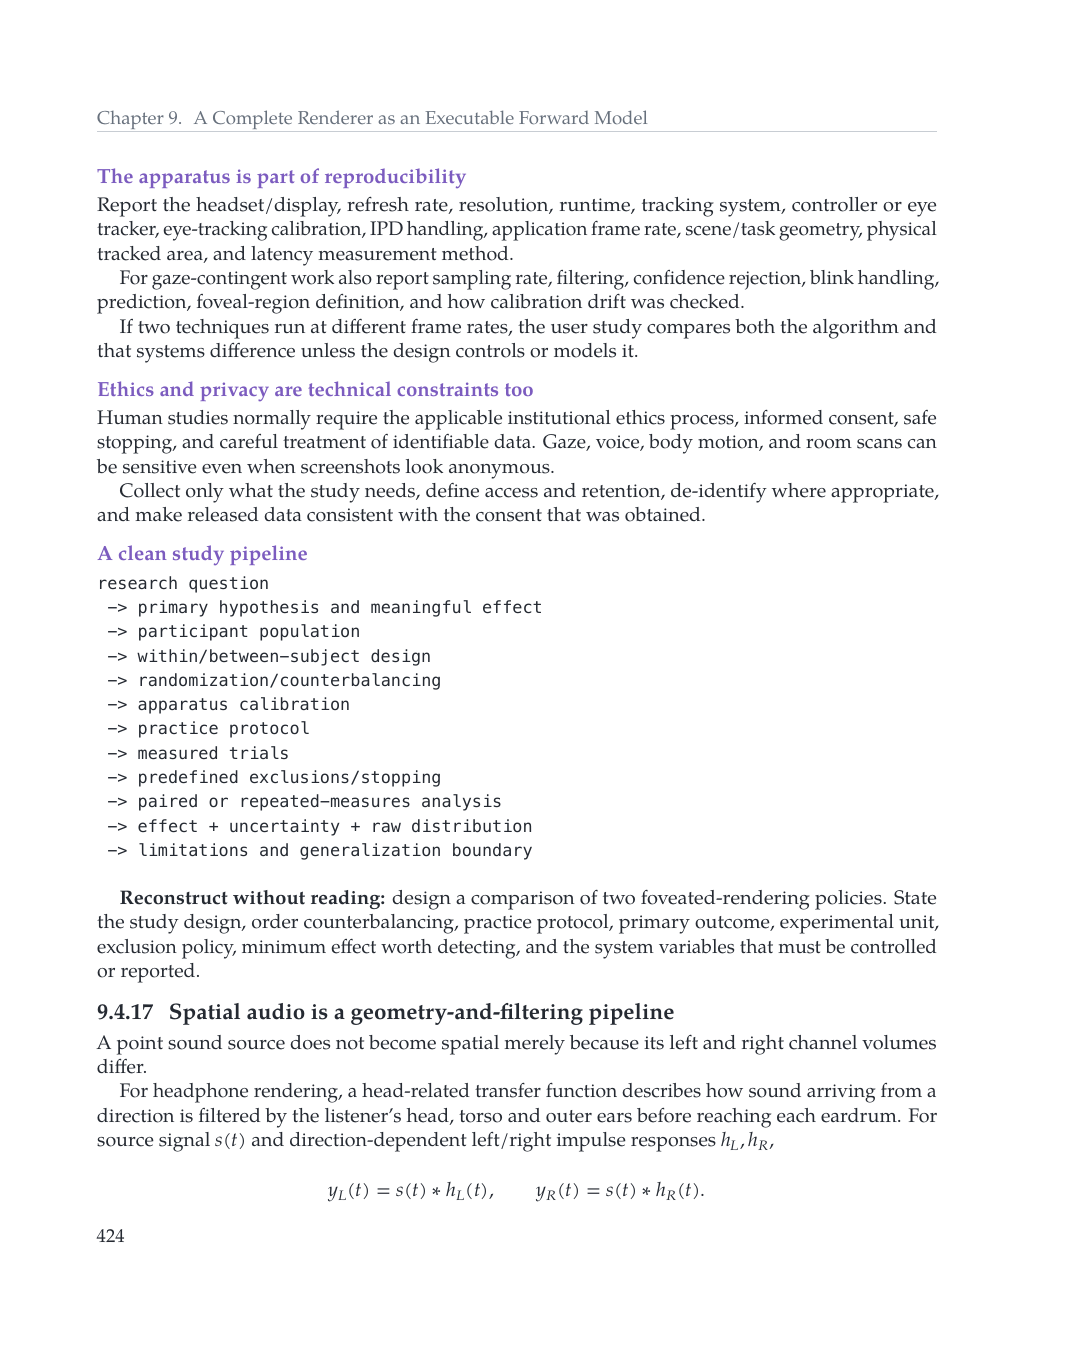 Chapter 9. A Complete Renderer as an Executable Forward Model
The apparatus is part of reproducibility
Report the headset/display, refresh rate, resolution, runtime, tracking system, controller or eye
tracker, eye-tracking calibration, IPD handling, application frame rate, scene/task geometry, physical
tracked area, and latency measurement method.
For gaze-contingent work also report sampling rate, filtering, confidence rejection, blink handling,
prediction, foveal-region definition, and how calibration drift was checked.
If two techniques run at different frame rates, the user study compares both the algorithm and
that systems difference unless the design controls or models it.
Ethics and privacy are technical constraints too
Human studies normally require the applicable institutional ethics process, informed consent, safe
stopping, and careful treatment of identifiable data. Gaze, voice, body motion, and room scans can
be sensitive even when screenshots look anonymous.
Collect only what the study needs, define access and retention, de-identify where appropriate,
and make released data consistent with the consent that was obtained.
A clean study pipeline
research question
-> primary hypothesis and meaningful effect
-> participant population
-> within/between-subject design
-> randomization/counterbalancing
-> apparatus calibration
-> practice protocol
-> measured trials
-> predefined exclusions/stopping
-> paired or repeated-measures analysis
-> effect + uncertainty + raw distribution
-> limitations and generalization boundary
Reconstruct without reading: design a comparison of two foveated-rendering policies. State
the study design, order counterbalancing, practice protocol, primary outcome, experimental unit,
exclusion policy, minimum effect worth detecting, and the system variables that must be controlled
or reported.
9.4.17 Spatial audio is a geometry-and-filtering pipeline
A point sound source does not become spatial merely because its left and right channel volumes
differ.
For headphone rendering, a head-related transfer function describes how sound arriving from a
direction is filtered by the listener's head, torso and outer ears before reaching each eardrum. For
source signal s(t) and direction-dependent left/right impulse responses h_L, h_R,
y_L(t) = s(t) * h_L(t), y_R(t) = s(t) * h_R(t).
424